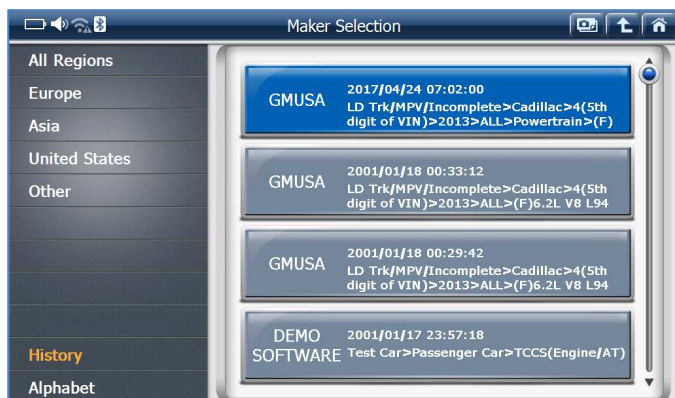 Maker Selection
All Regions
Europe
Asia
United States
Other
History
Alphabet
GMUSA
2017/04/24 07:02:00
LD Trk/MPV/Incomplete>Cadillac>4(5th
digit of VIN)>2013>ALL>Powertrain>(F)
GMUSA
2001/01/18 00:33:12
LD Trk/MPV/Incomplete>Cadillac>4(5th
digit of VIN)>2013>ALL>(F)6.2L V8 L94
GMUSA
2001/01/18 00:29:42
LD Trk/MPV/Incomplete>Cadillac>4(5th
digit of VIN)>2013>ALL>(F)6.2L V8 L94
DEMO
SOFTWARE
2001/01/17 23:57:18
Test Car>Passenger Car>TCCS(Engine/AT)